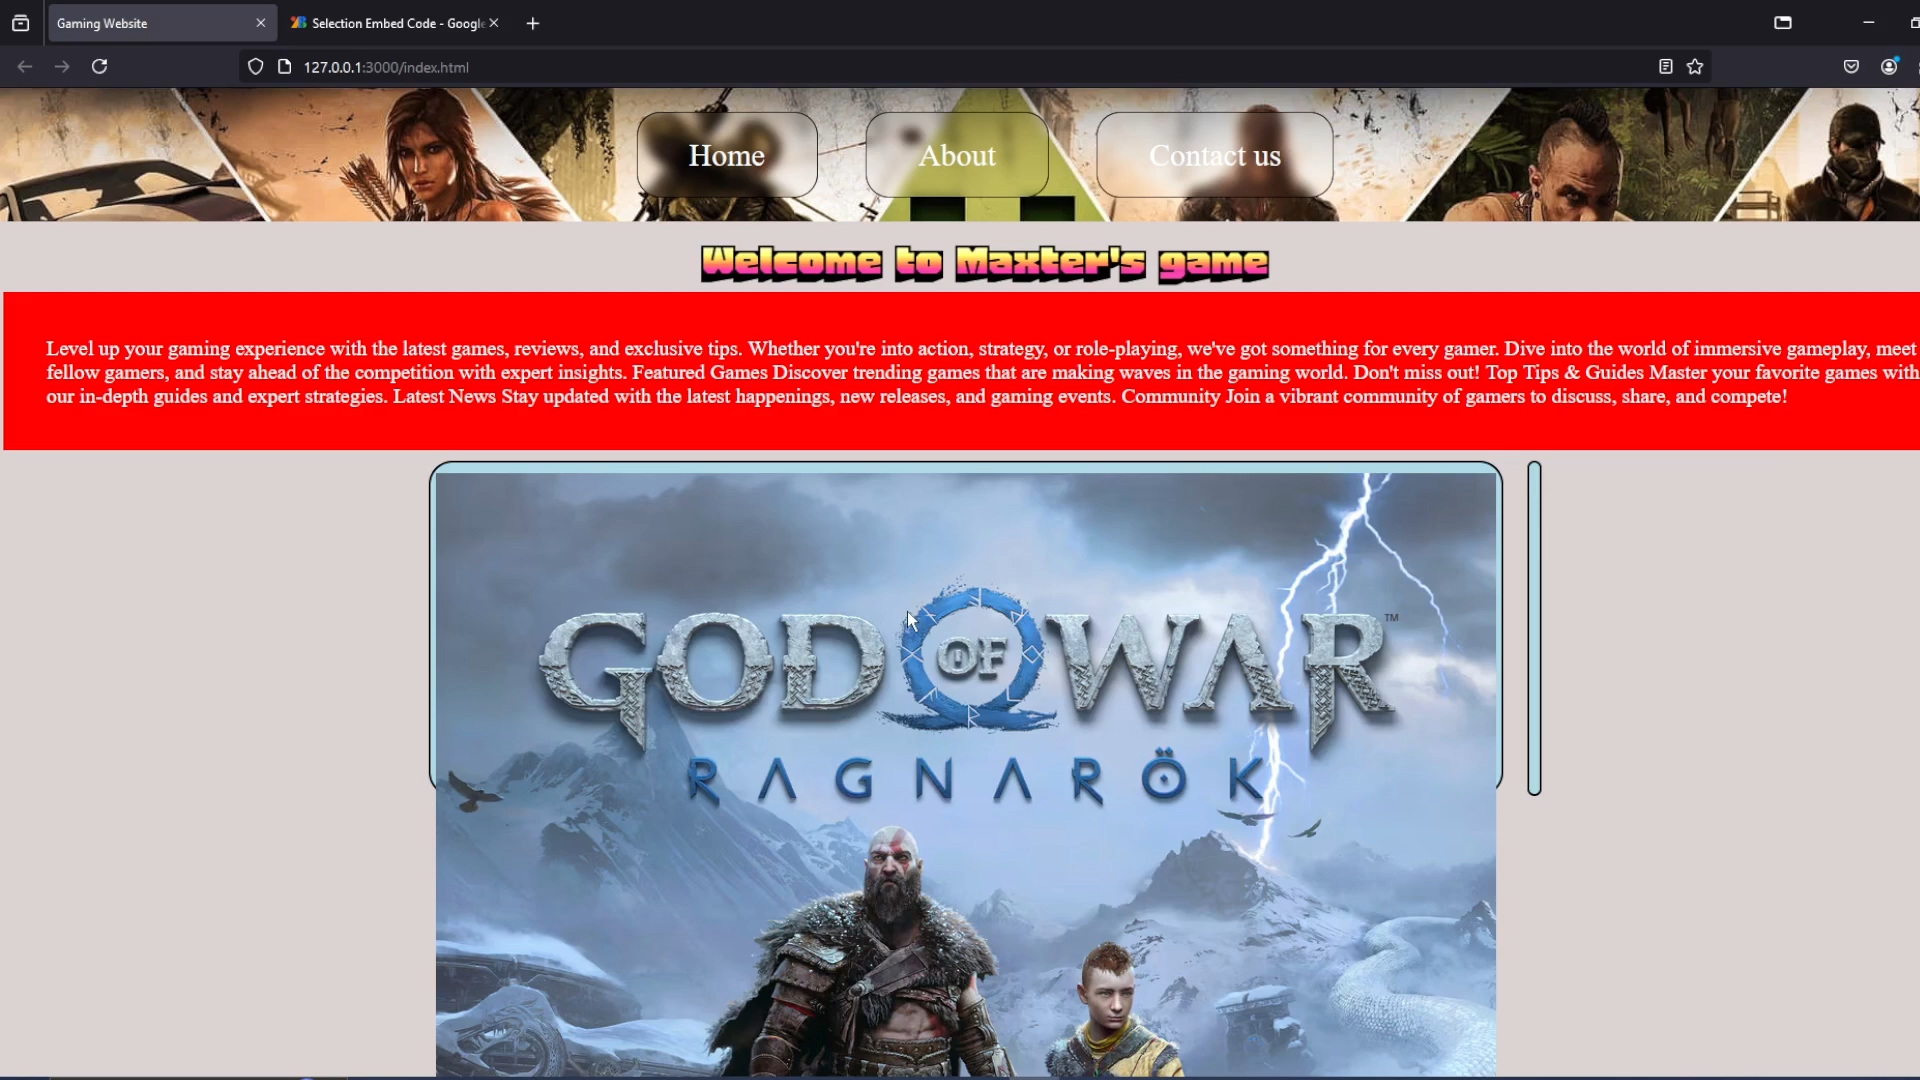 Gaming Website
Selection Embed Code - Google
127.0.0.1:3000/index.html
Home
About
Contact us
Welcome to Maxter's game
Level up your gaming experience with the latest games, reviews, and exclusive tips. Whether you're into action, strategy, or role-playing, we've got something for every gamer. Dive into the world of immersive gameplay, meet
fellow gamers, and stay ahead of the competition with expert insights. Featured Games Discover trending games that are making waves in the gaming world. Don't miss out! Top Tips & Guides Master your favorite games with
our in-depth guides and expert strategies. Latest News Stay updated with the latest happenings, new releases, and gaming events. Community Join a vibrant community of gamers to discuss, share, and compete!
GOD OF WAR™
RAGNARÖK